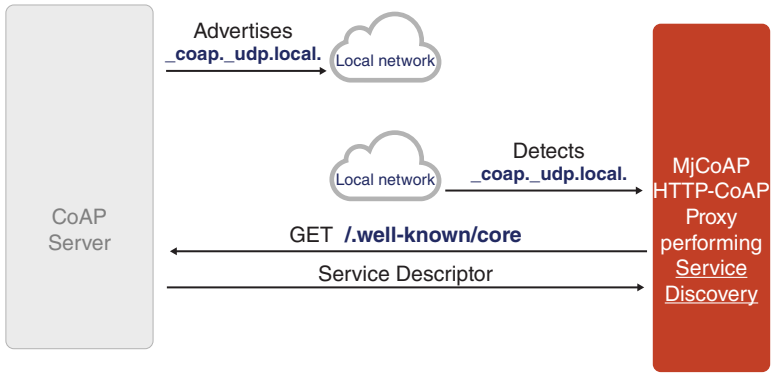 Advertises
_coap._udp.local.
Local network
Local network
Detects
_coap._udp.local.
CoAP
Server
GET /.well-known/core
Service Descriptor
MjCoAP
HTTP-CoAP
Proxy
performing
Service
Discovery